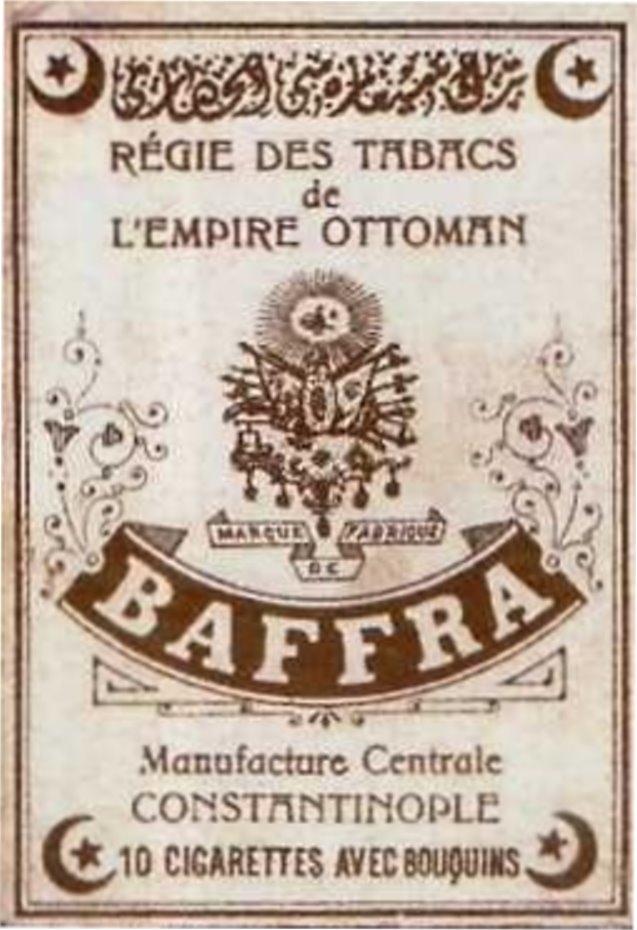 RÉGIE DES TABACS
de
L'EMPIRE OTTOMAN
MARQUE DE FABRIQUE
BAFFRA
Manufacture Centrale
CONSTANTINOPLE
10 CIGARETTES AVEC BOUQUINS